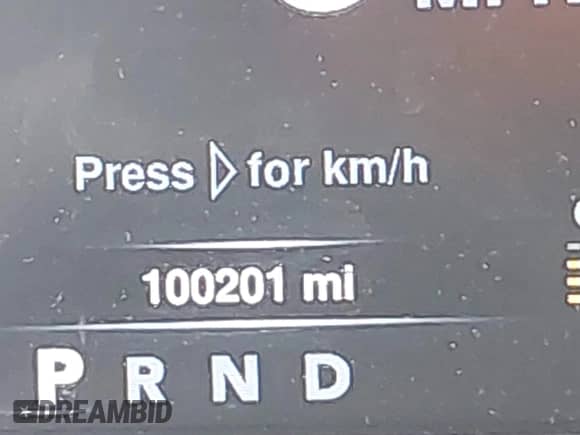 Press ▷ for km/h
100201 mi
P R N D
DREAMBID